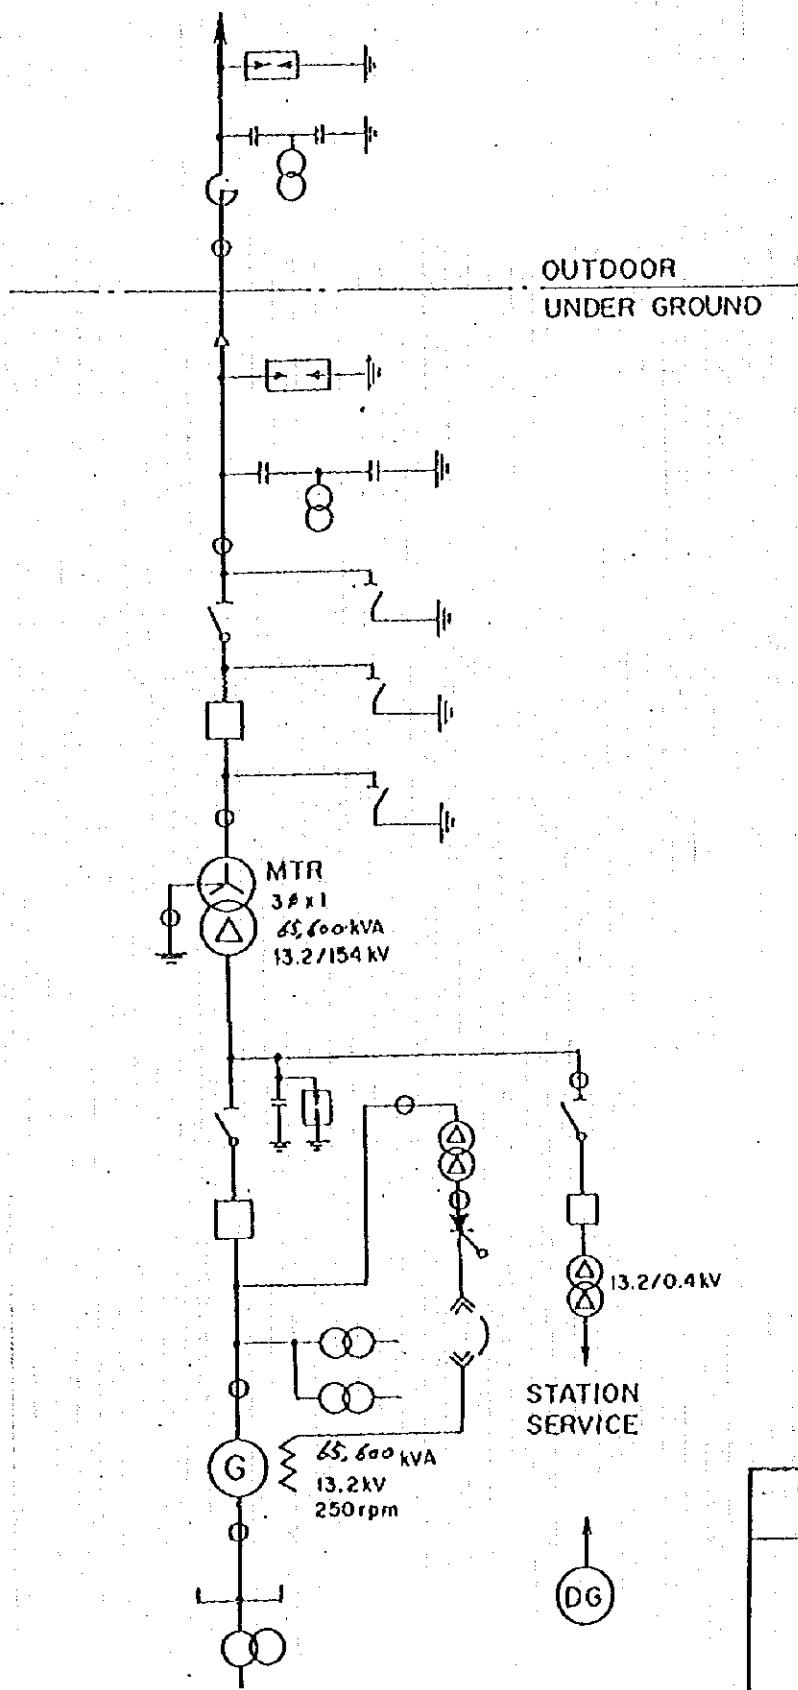 OUTDOOR
UNDER GROUND
MTR
3ø x 1
65,600 kVA
13.2/154 kV
13.2/0.4 kV
STATION
SERVICE
G
65,600 kVA
13.2 kV
250 rpm
DG